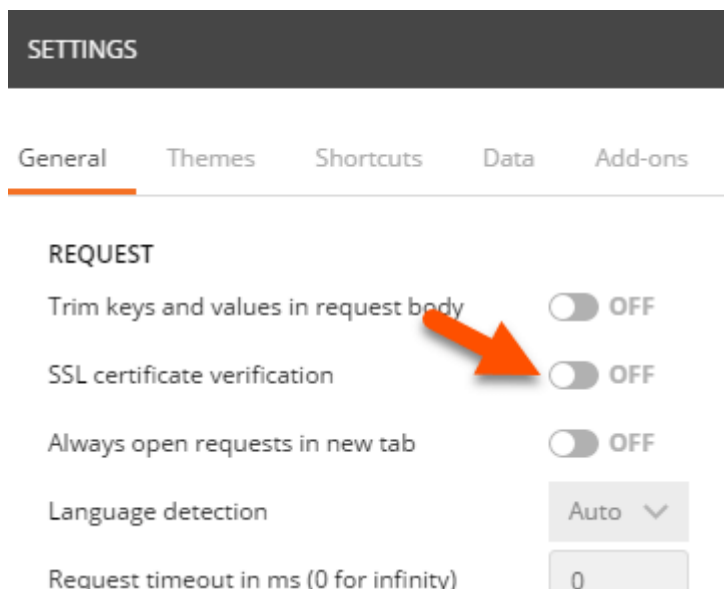 SETTINGS
General Themes Shortcuts Data Add-ons
REQUEST
Trim keys and values in request body OFF
SSL certificate verification OFF
Always open requests in new tab OFF
Language detection Auto
Request timeout in ms (0 for infinity) 0